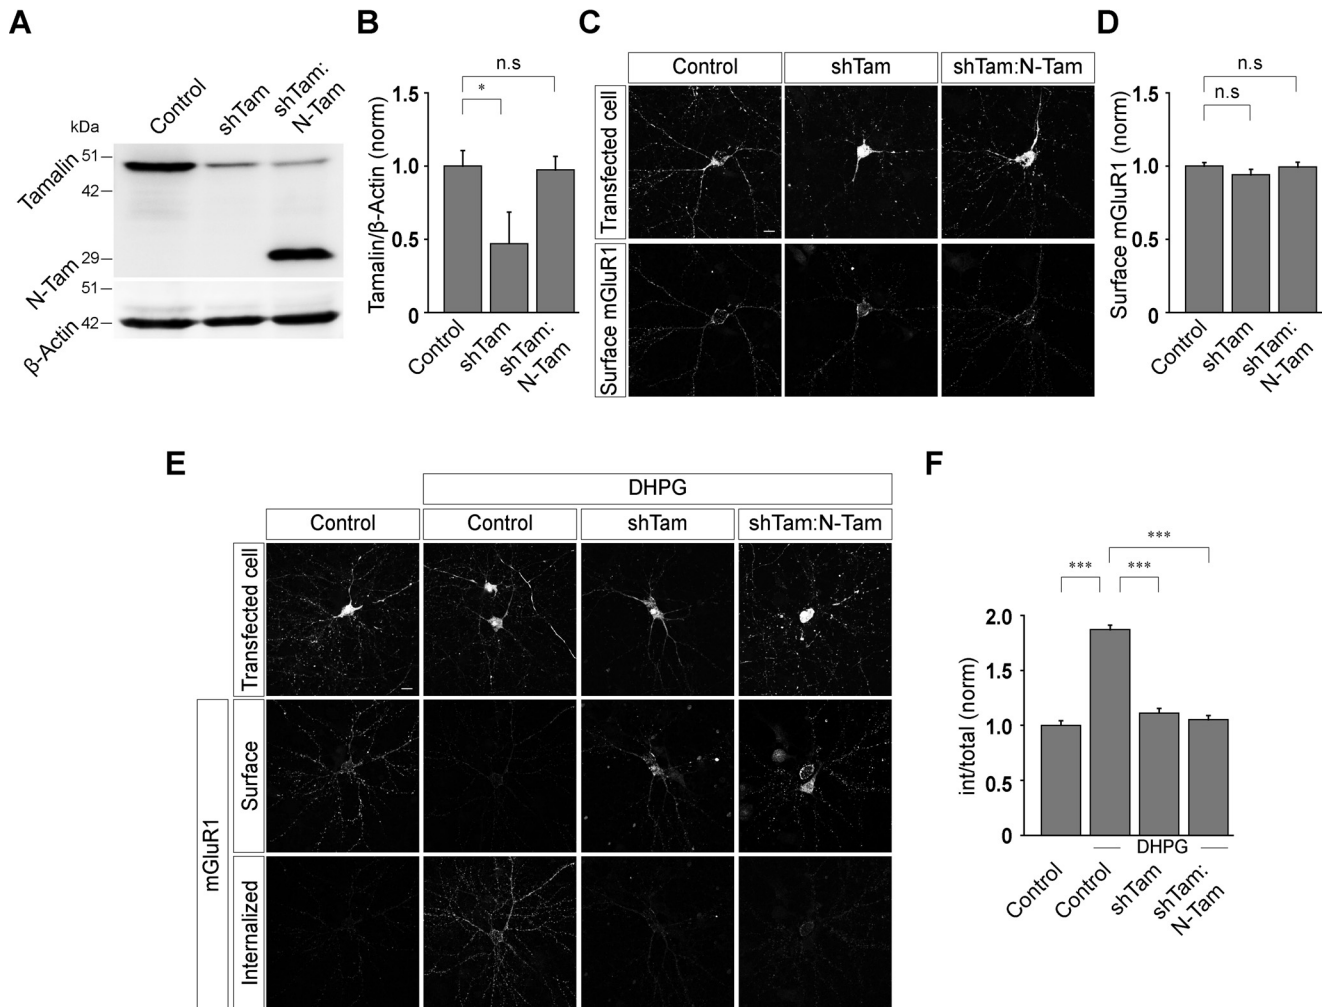 A
kDa
Control
shTam
shTam:
N-Tam
Tamalin
51
42
N-Tam
29
51
β-Actin
42
B
n.s
*
Tamalin/β-Actin (norm)
1.5
1.0
0.5
0
Control
shTam
shTam:
N-Tam
C
Control
shTam
shTam:N-Tam
Transfected cell
Surface mGluR1
D
n.s
n.s
Surface mGluR1 (norm)
1.5
1.0
0.5
0
Control
shTam
shTam:
N-Tam
E
DHPG
Control
Control
shTam
shTam:N-Tam
Transfected cell
mGluR1
Surface
Internalized
F
***
***
***
int/total (norm)
2.0
1.5
1.0
0.5
0
DHPG
Control
Control
shTam
shTam:
N-Tam